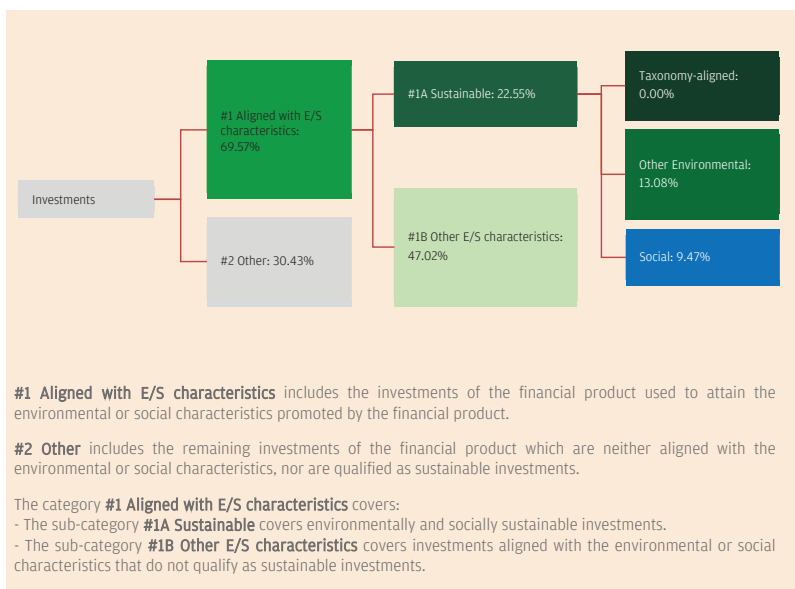 Investments
#1 Aligned with E/S
characteristics:
69.57%
#2 Other: 30.43%
#1A Sustainable: 22.55%
#1B Other E/S characteristics:
47.02%
Taxonomy-aligned:
0.00%
Other Environmental:
13.08%
Social: 9.47%
#1 Aligned with E/S characteristics includes the investments of the financial product used to attain the
environmental or social characteristics promoted by the financial product.
#2 Other includes the remaining investments of the financial product which are neither aligned with the
environmental or social characteristics, nor are qualified as sustainable investments.
The category #1 Aligned with E/S characteristics covers:
- The sub-category #1A Sustainable covers environmentally and socially sustainable investments.
- The sub-category #1B Other E/S characteristics covers investments aligned with the environmental or social
characteristics that do not qualify as sustainable investments.